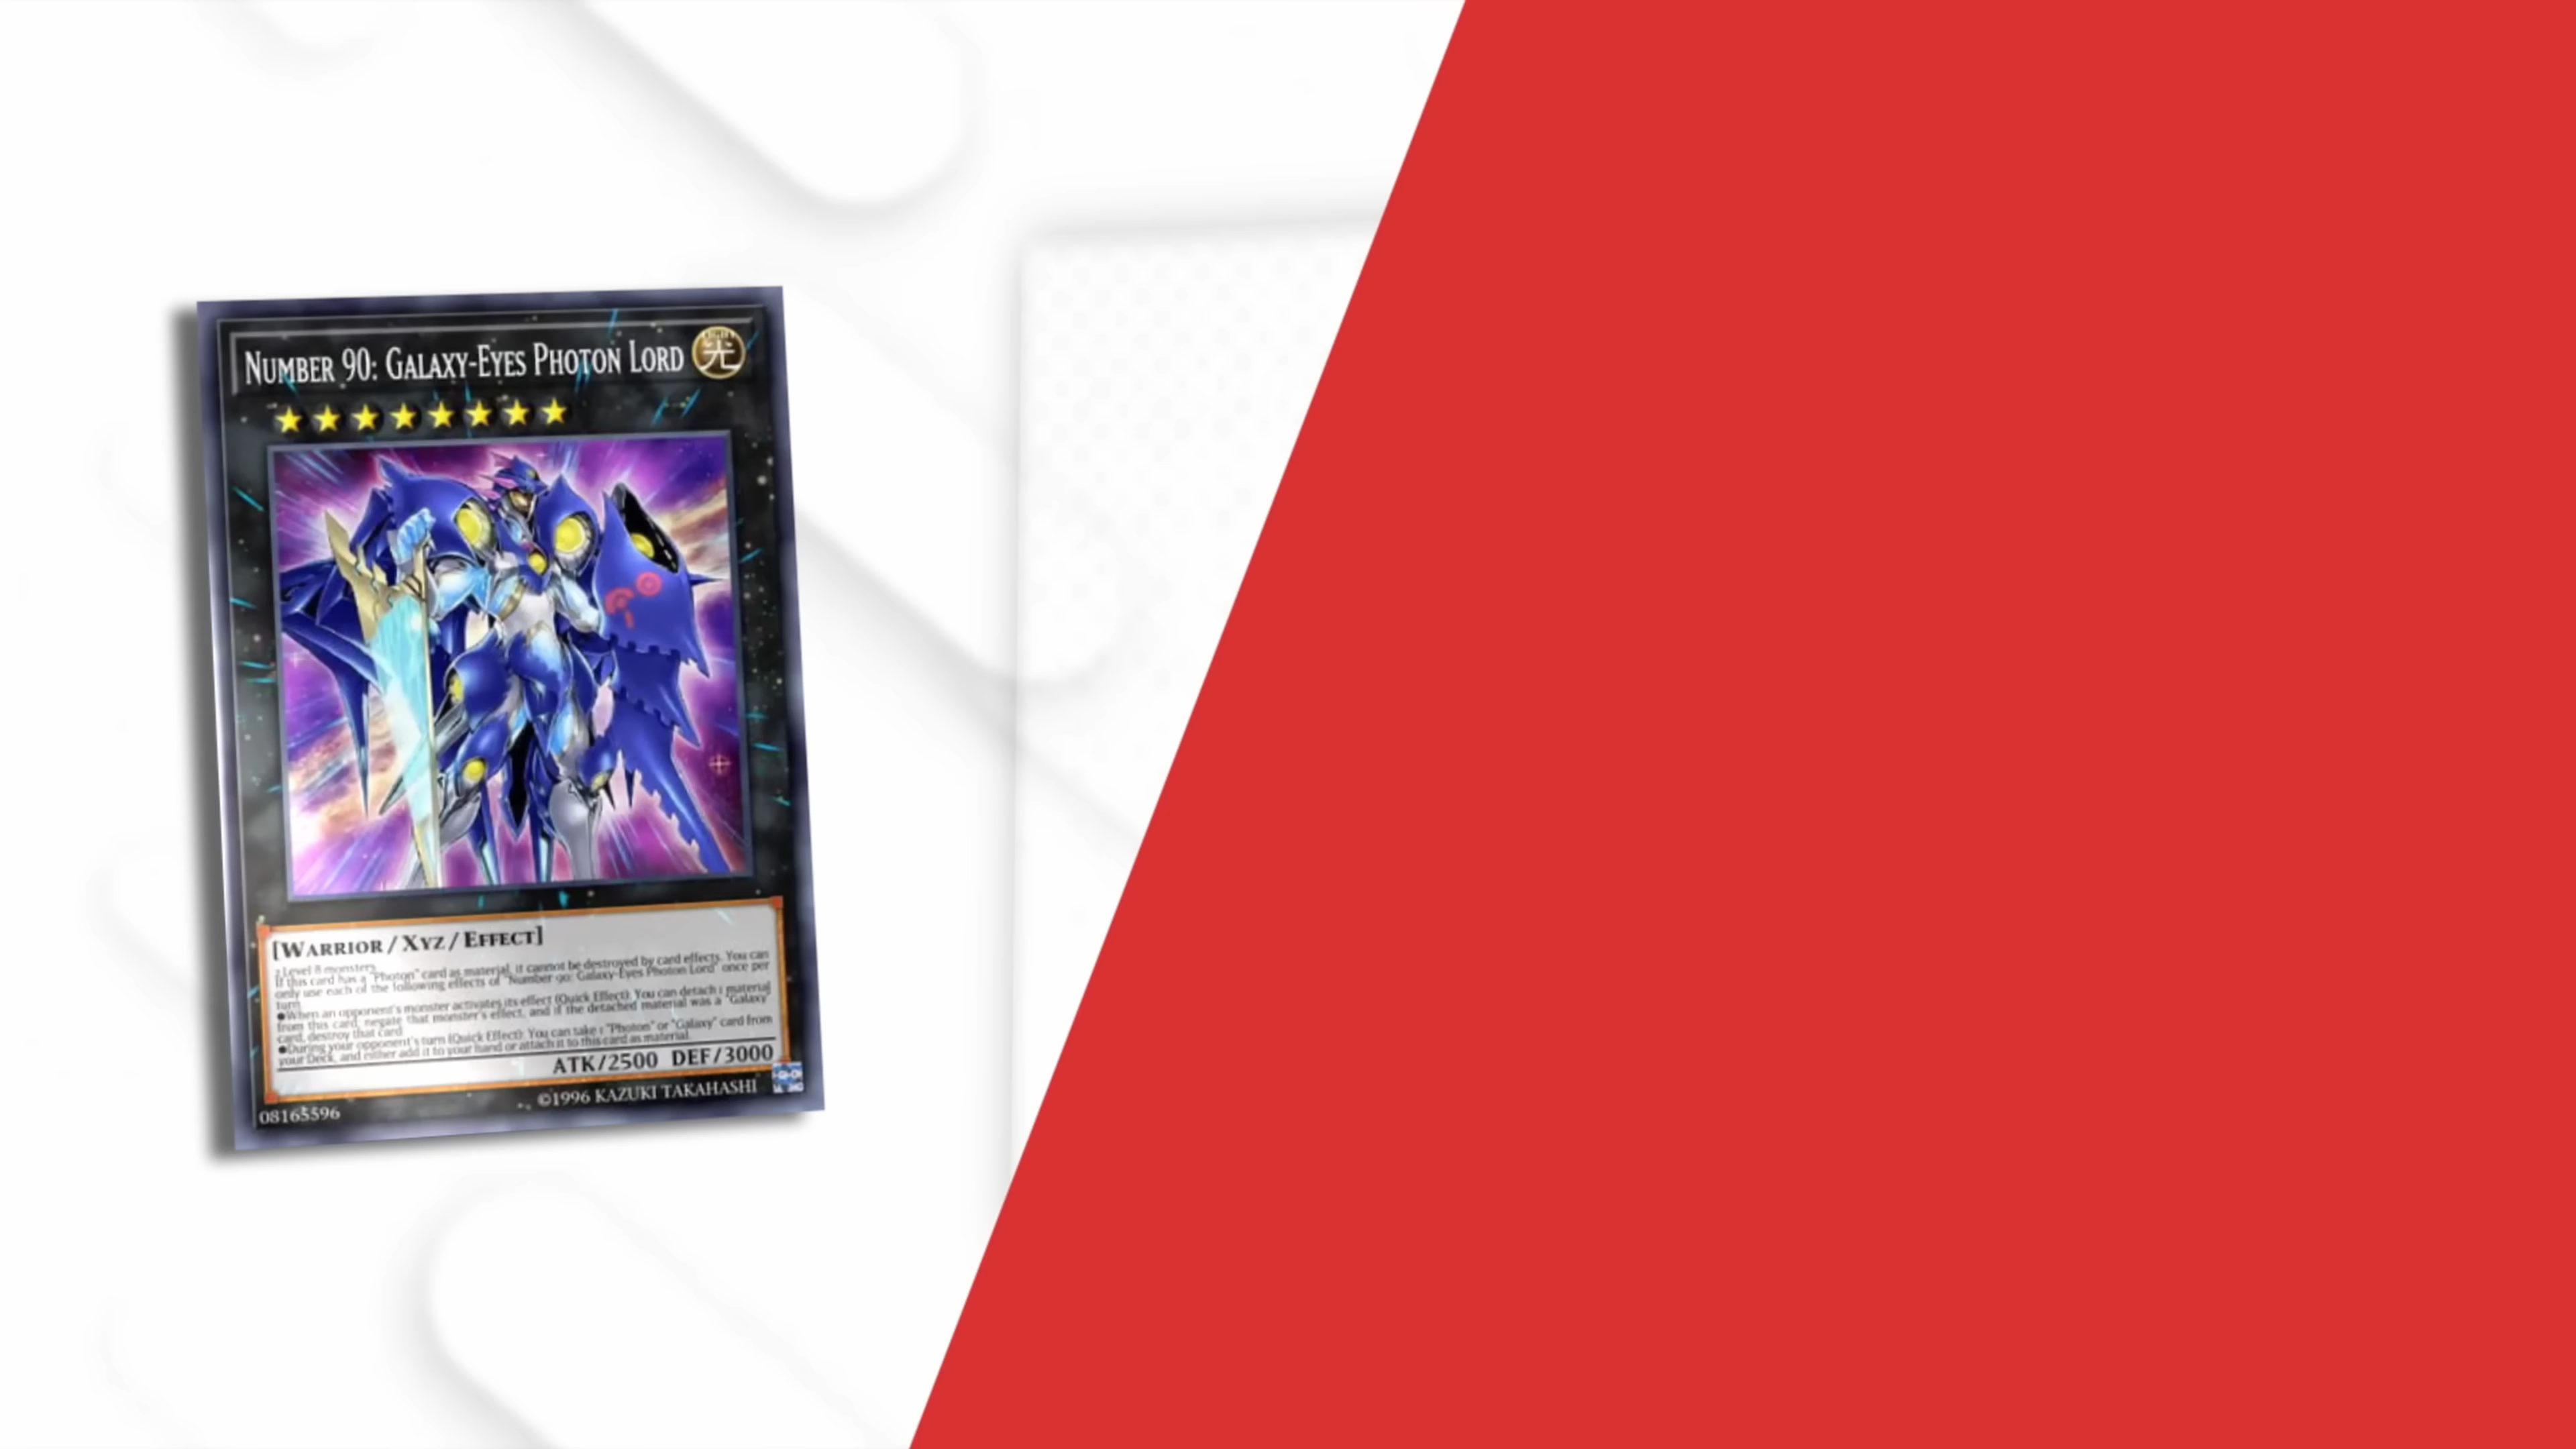 NUMBER 90: GALAXY-EYES PHOTON LORD
光
[WARRIOR / XYZ / EFFECT]
2 Level 8 monsters
If this card has a "Photon" card as material, it cannot be destroyed by card effects. You can
only use each of the following effects of "Number 90: Galaxy-Eyes Photon Lord" once per
turn.
●When an opponent's monster activates its effect (Quick Effect): You can detach 1 material
from this card; negate that monster's effect, and if the detached material was a "Galaxy"
card, destroy that card.
●During your opponent's turn (Quick Effect): You can take 1 "Photon" or "Galaxy" card from
your Deck, and either add it to your hand or attach it to this card as material.
ATK/2500 DEF/3000
08165596
©1996 KAZUKI TAKAHASHI